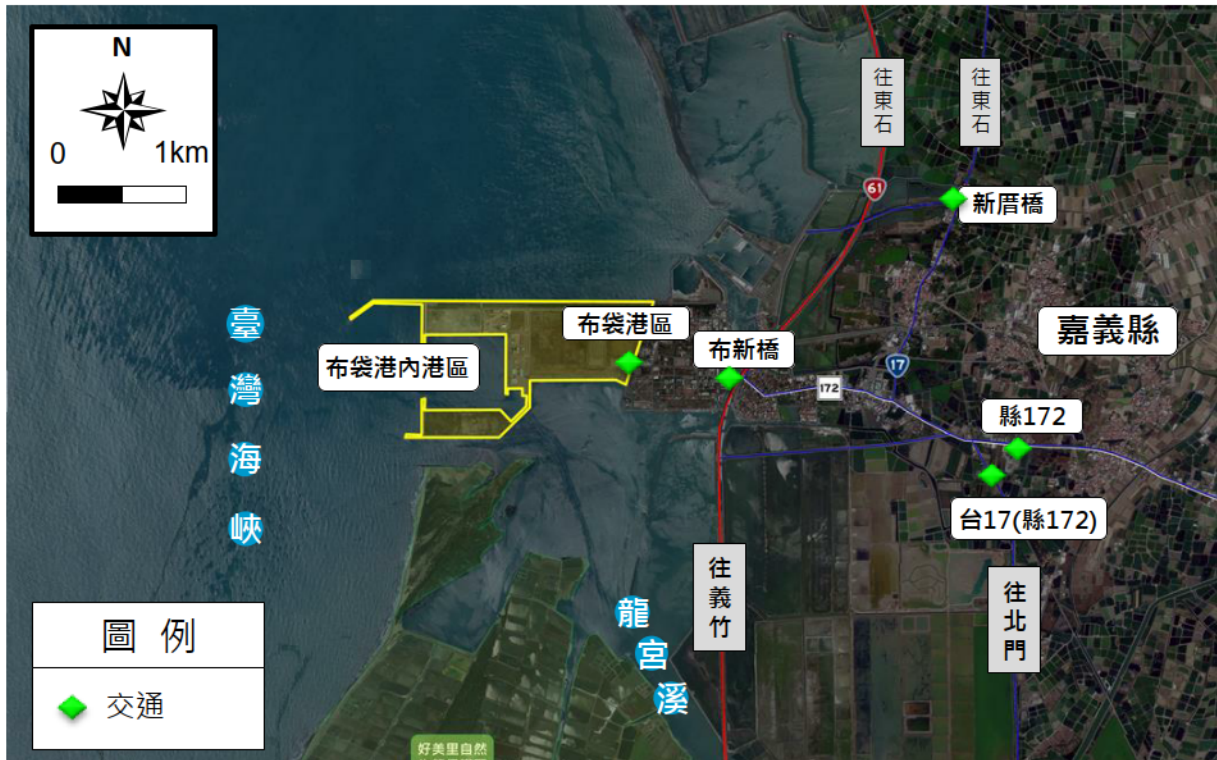 N
0 1km
往東石
往東石
61
新厝橋
嘉義縣
布袋港區
布袋港內港區
布新橋
17
172
縣172
台17(縣172)
臺灣海峽
往義竹
往北門
龍宮溪
圖 例
交通
好美里自然